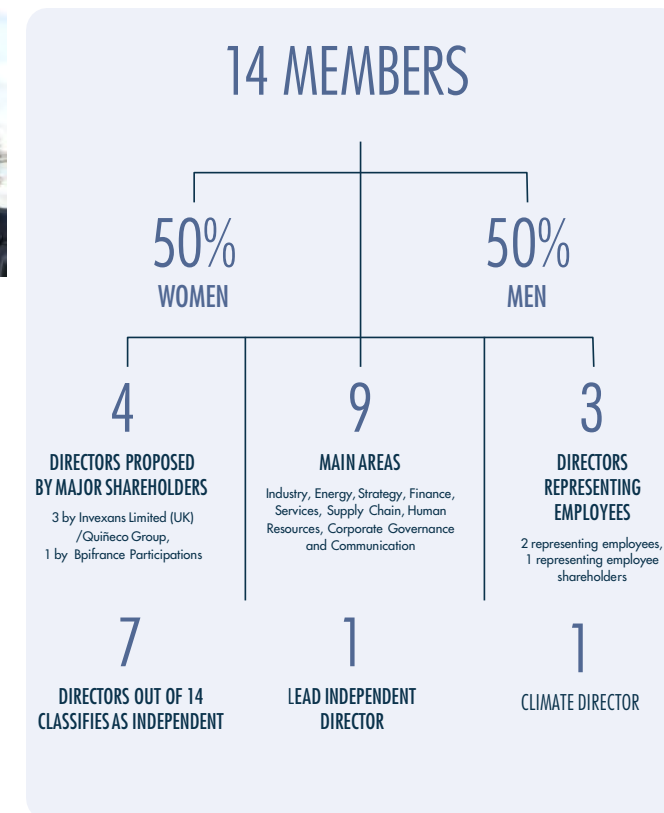 14 MEMBERS
50%
WOMEN
50%
MEN
4
DIRECTORS PROPOSED
BY MAJOR SHAREHOLDERS
3 by Invexans Limited (UK)
/Quiñeco Group,
1 by Bpifrance Participations
9
MAIN AREAS
Industry, Energy, Strategy, Finance,
Services, Supply Chain, Human
Resources, Corporate Governance
and Communication
3
DIRECTORS
REPRESENTING
EMPLOYEES
2 representing employees,
1 representing employee
shareholders
7
DIRECTORS OUT OF 14
CLASSIFIES AS INDEPENDENT
1
LEAD INDEPENDENT
DIRECTOR
1
CLIMATE DIRECTOR